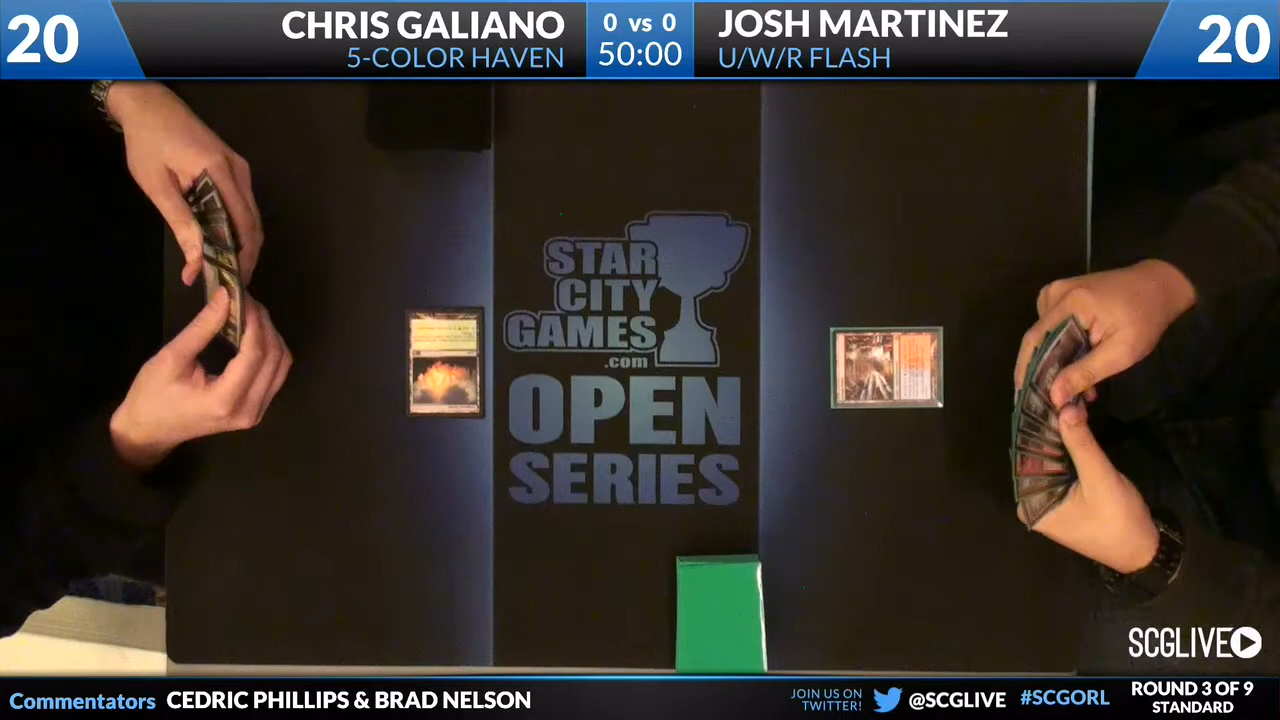 20
CHRIS GALIANO
5-COLOR HAVEN
0 vs 0
50:00
JOSH MARTINEZ
U/W/R FLASH
20
STAR
CITY
GAMES
.com
OPEN
SERIES
SCGLIVE
Commentators CEDRIC PHILLIPS & BRAD NELSON
JOIN US ON
TWITTER!
@SCGLIVE
#SCGORL
ROUND 3 OF 9
STANDARD